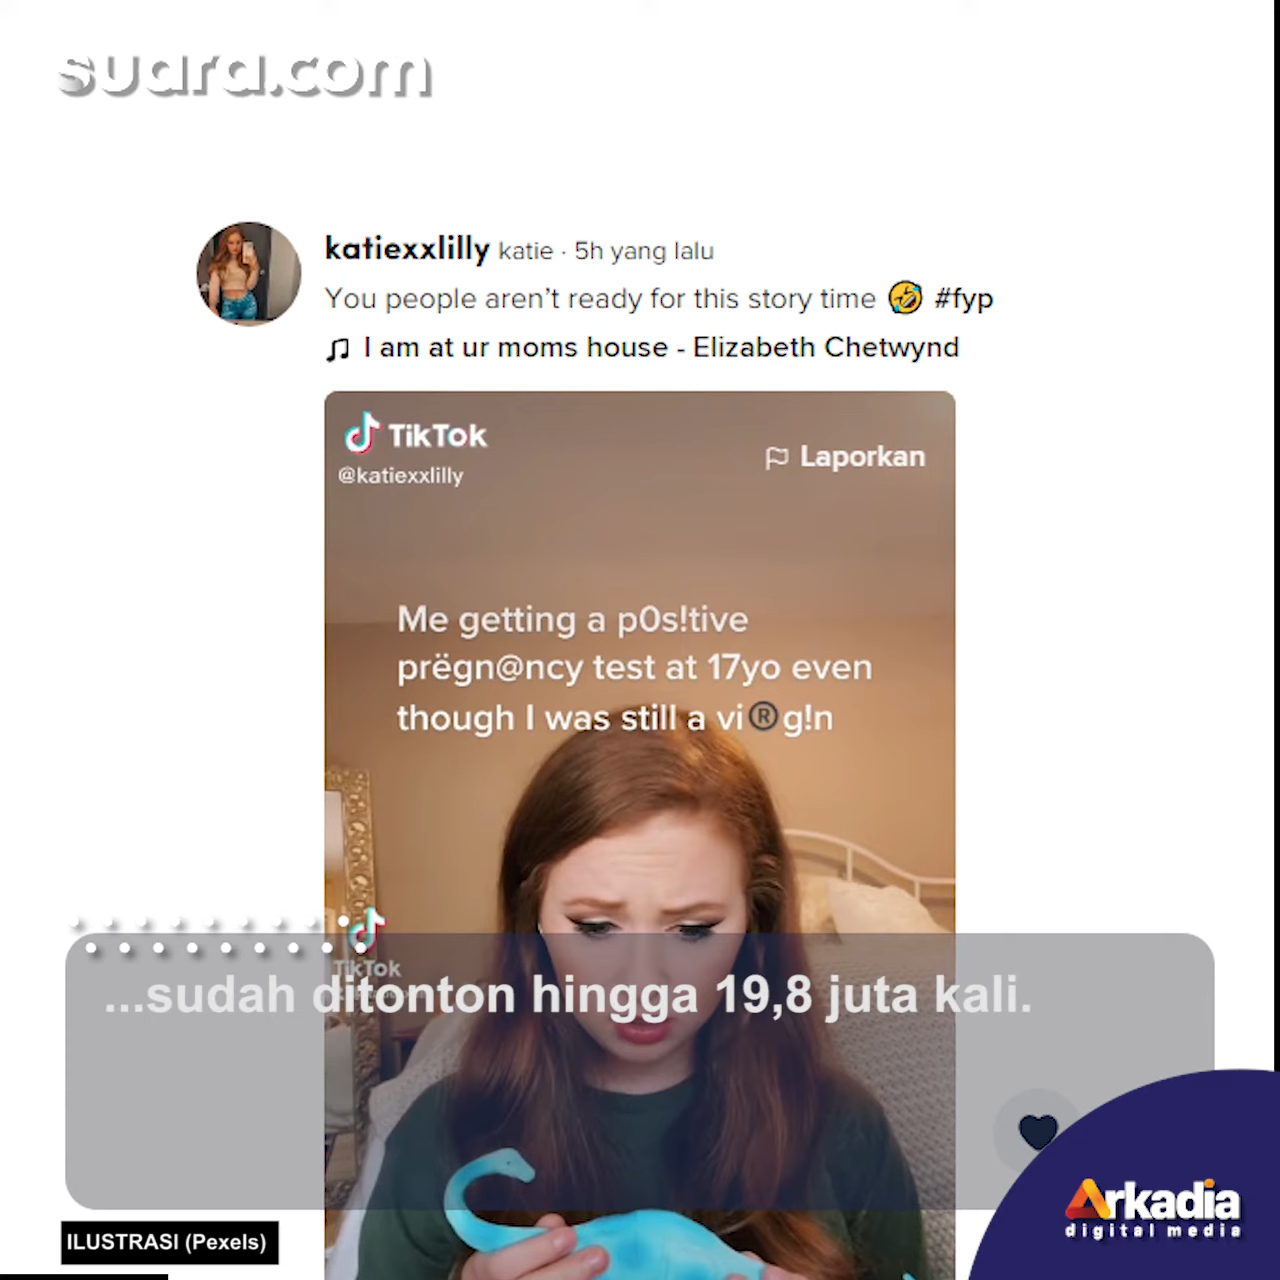 suara.com
katiexxlilly katie · 5h yang lalu
You people aren't ready for this story time 🤣 #fyp
I am at ur moms house - Elizabeth Chetwynd
TikTok
@katiexxlilly
Laporkan
Me getting a p0s!tive
prëgn@ncy test at 17yo even
though I was still a vi®g!n
TikTok
...sudah ditonton hingga 19,8 juta kali.
Arkadia
digital media
ILUSTRASI (Pexels)